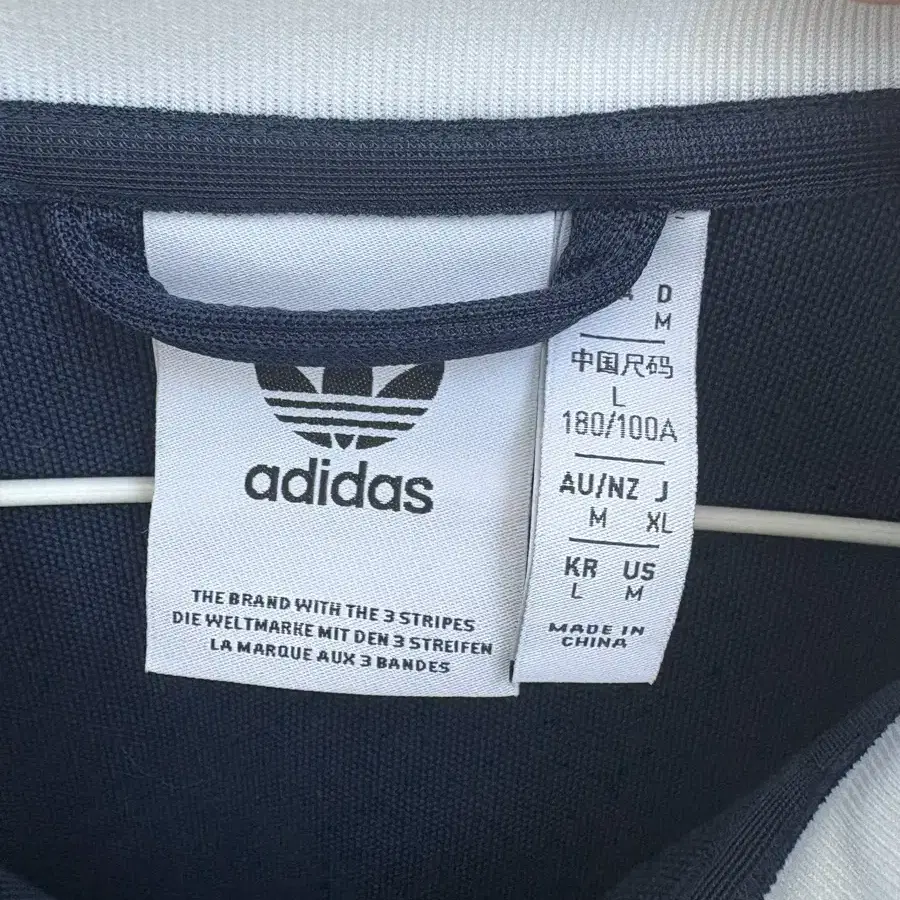 adidas
THE BRAND WITH THE 3 STRIPES
DIE WELTMARKE MIT DEN 3 STREIFEN
LA MARQUE AUX 3 BANDES
D
M
中国尺码
L
180/100A
AU/NZ J
M XL
KR US
L M
MADE IN
CHINA